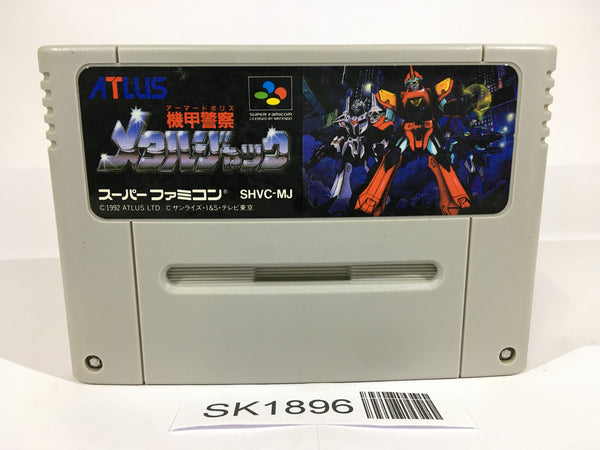 ATLUS
アーマードポリス
機甲警察
メタルジャック
SUPER FAMICOM
LICENSED BY NINTENDO
スーパーファミコン® SHVC-MJ
©1992 ATLUS LTD. © サンライズ・I&S・テレビ東京
SK1896